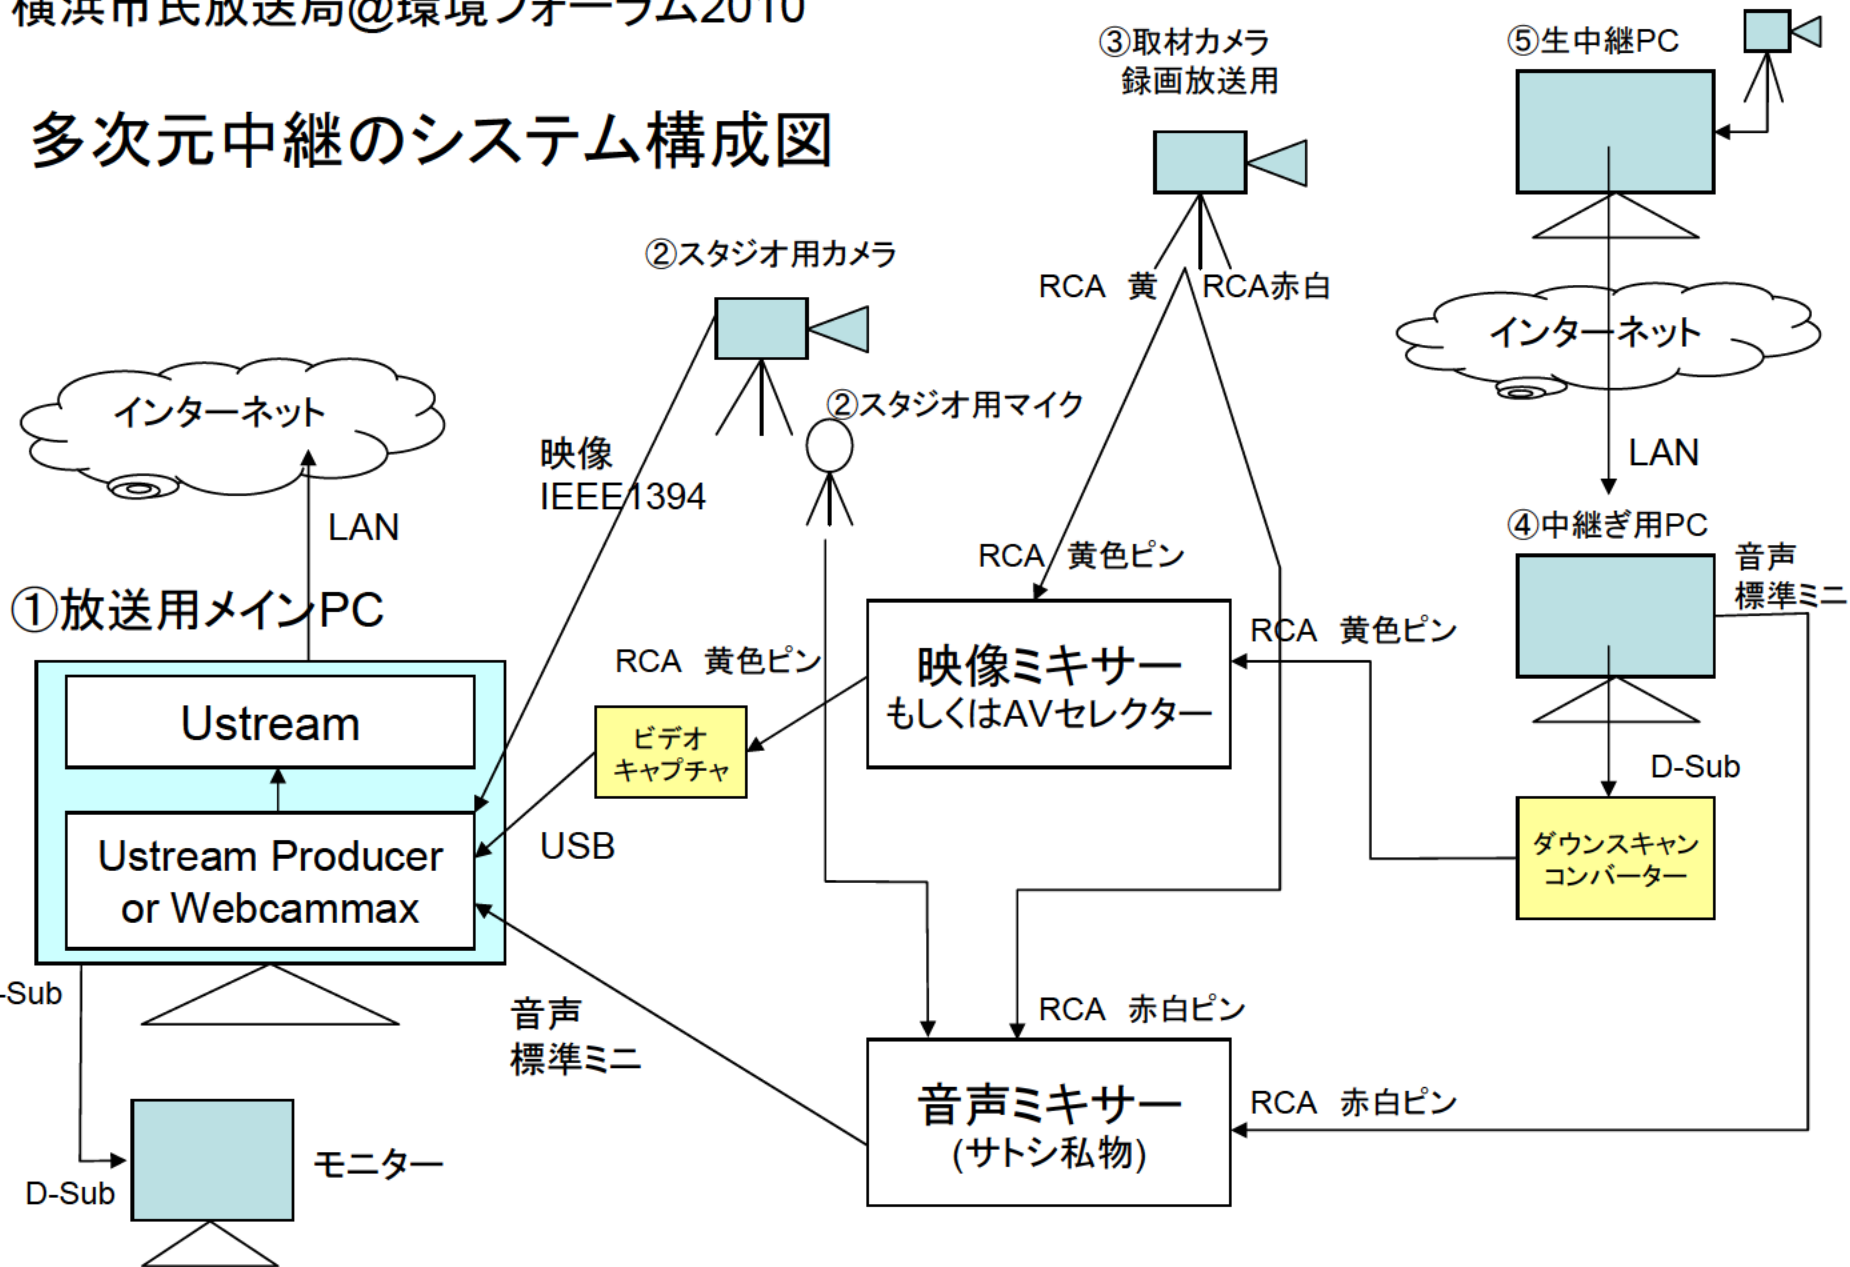 横浜市民放送局@環境フォーラム2010
多次元中継のシステム構成図
③取材カメラ
録画放送用
⑤生中継PC
②スタジオ用カメラ
RCA 黄
RCA赤白
インターネット
インターネット
②スタジオ用マイク
映像
IEEE1394
LAN
LAN
④中継ぎ用PC
音声
標準ミニ
RCA 黄色ピン
①放送用メインPC
RCA 黄色ピン
RCA 黄色ピン
映像ミキサー
もしくはAVセレクター
Ustream
ビデオ
キャプチャ
D-Sub
USB
Ustream Producer
or Webcammax
ダウンスキャン
コンバーター
-Sub
音声
標準ミニ
RCA 赤白ピン
音声ミキサー
(サトシ私物)
RCA 赤白ピン
モニター
D-Sub